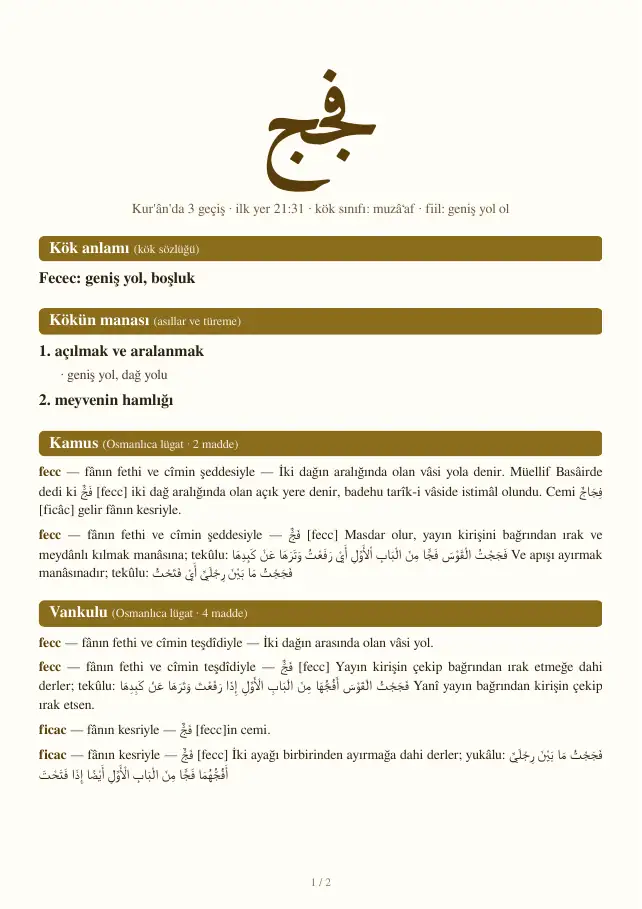 فجج
Kur'ân'da 3 geçiş · ilk yer 21:31 · kök sınıfı: muzâ‘af · fiil: geniş yol ol
Kök anlamı (kök sözlüğü)
Fecec: geniş yol, boşluk
Kökün manası (asıllar ve türeme)
1. açılmak ve aralanmak
· geniş yol, dağ yolu
2. meyvenin hamlığı
Kamus (Osmanlıca lügat · 2 madde)
fecc — fânın fethi ve cîmin şeddesiyle — İki dağın aralığında olan vâsi yola denir. Müellif Basâirde
dedi ki فَجٌّ [fecc] iki dağ aralığında olan açık yere denir, badehu tarîk-i vâside istimâl olundu. Cemi فِجَاجٌ
[ficâc] gelir fânın kesriyle.
fecc — fânın fethi ve cîmin şeddesiyle — فَجٌّ [fecc] Masdar olur, yayın kirişini bağrından ırak ve
meydânlı kılmak manâsına; tekûlu: فَجَجْتُ الْقَوْسَ فَجًّا مِنَ الْبَابِ الْأَوَّلِ أَيْ رَفَعْتُ وَتَرَهَا عَنْ كَبِدِهَا Ve apışı ayırmak
manâsınadır; tekûlu: فَجَجْتُ مَا بَيْنَ رِجْلَيَّ أَيْ فَتَحْتُ
Vankulu (Osmanlıca lügat · 4 madde)
fecc — fânın fethi ve cîmin teşdîdiyle — İki dağın arasında olan vâsi yol.
fecc — fânın fethi ve cîmin teşdîdiyle — فَجٌّ [fecc] Yayın kirişin çekip bağrından ırak etmeğe dahi
derler; tekûlu: فَجَجْتُ الْقَوْسَ أَفُجُّهَا مِنَ الْبَابِ الْأَوَّلِ إِذَا رَفَعْتَ وَتَرَهَا عَنْ كَبِدِهَا Yanî yayın bağrından kirişin çekip
ırak etsen.
ficac — fânın kesriyle — فَجٌّ [fecc]in cemi.
ficac — fânın kesriyle — فَجٌّ [fecc] İki ayağı birbirinden ayırmağa dahi derler; yukâlu: فَجَجْتُ مَا بَيْنَ رِجْلَيَّ
أَفُجُّهُمَا فَجًّا مِنَ الْبَابِ الْأَوَّلِ أَيْضًا إِذَا فَتَحْتَ
1 / 2